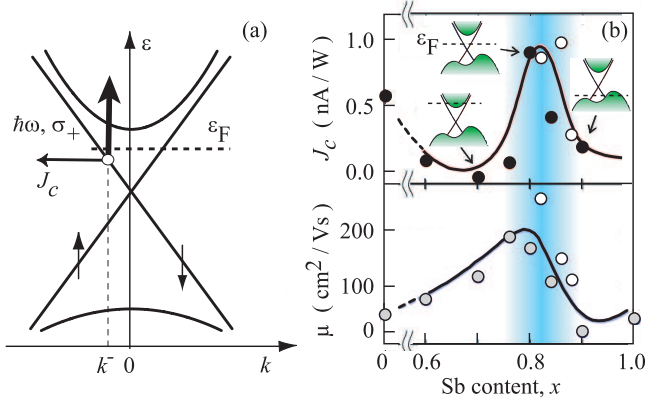 (a)
ε
ħω, σ+
εF
Jc
k⁻ 0 k
(b)
Jc ( nA / W )
1.0
0.5
0.0
εF
μ ( cm² / Vs )
200
100
0
0 0.6 0.8 1.0
Sb content, x